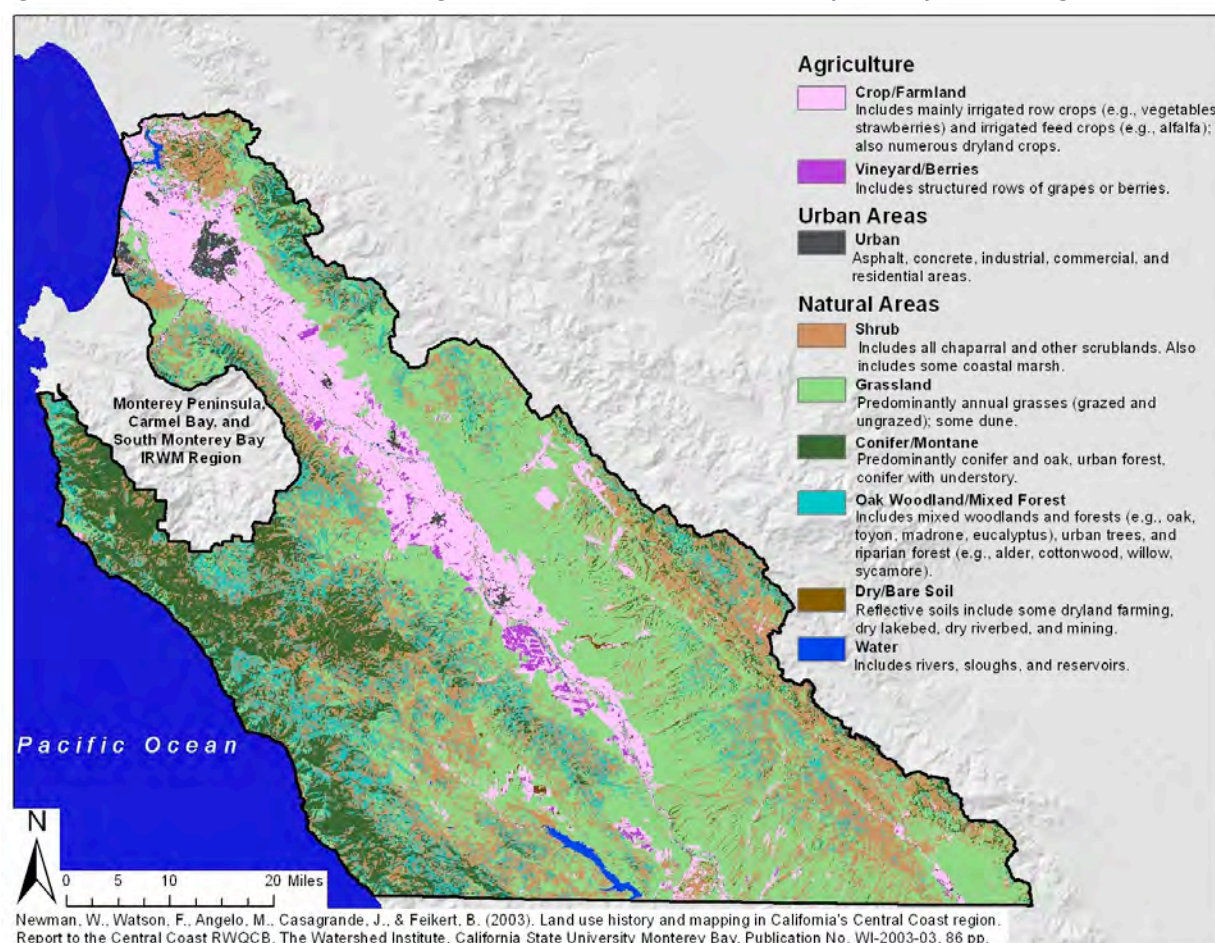 Agriculture
Crop/Farmland
Includes mainly irrigated row crops (e.g., vegetables
strawberries) and irrigated feed crops (e.g., alfalfa);
also numerous dryland crops.
Vineyard/Berries
Includes structured rows of grapes or berries.
Urban Areas
Urban
Asphalt, concrete, industrial, commercial, and
residential areas.
Natural Areas
Shrub
Includes all chaparral and other scrublands. Also
includes some coastal marsh.
Grassland
Predominantly annual grasses (grazed and
ungrazed); some dune.
Conifer/Montane
Predominantly conifer and oak, urban forest,
conifer with understory.
Oak Woodland/Mixed Forest
Includes mixed woodlands and forests (e.g., oak,
toyon, madrone, eucalyptus), urban trees, and
riparian forest (e.g., alder, cottonwood, willow,
sycamore).
Dry/Bare Soil
Reflective soils include some dryland farming,
dry lakebed, dry riverbed, and mining.
Water
Includes rivers, sloughs, and reservoirs.
Monterey Peninsula,
Carmel Bay, and
South Monterey Bay
IRWM Region
Pacific Ocean
N
0 5 10 20 Miles
Newman, W., Watson, F., Angelo, M., Casagrande, J., & Feikert, B. (2003). Land use history and mapping in California's Central Coast region.
Report to the Central Coast RWQCB. The Watershed Institute, California State University Monterey Bay, Publication No. WI-2003-03, 86 pp.